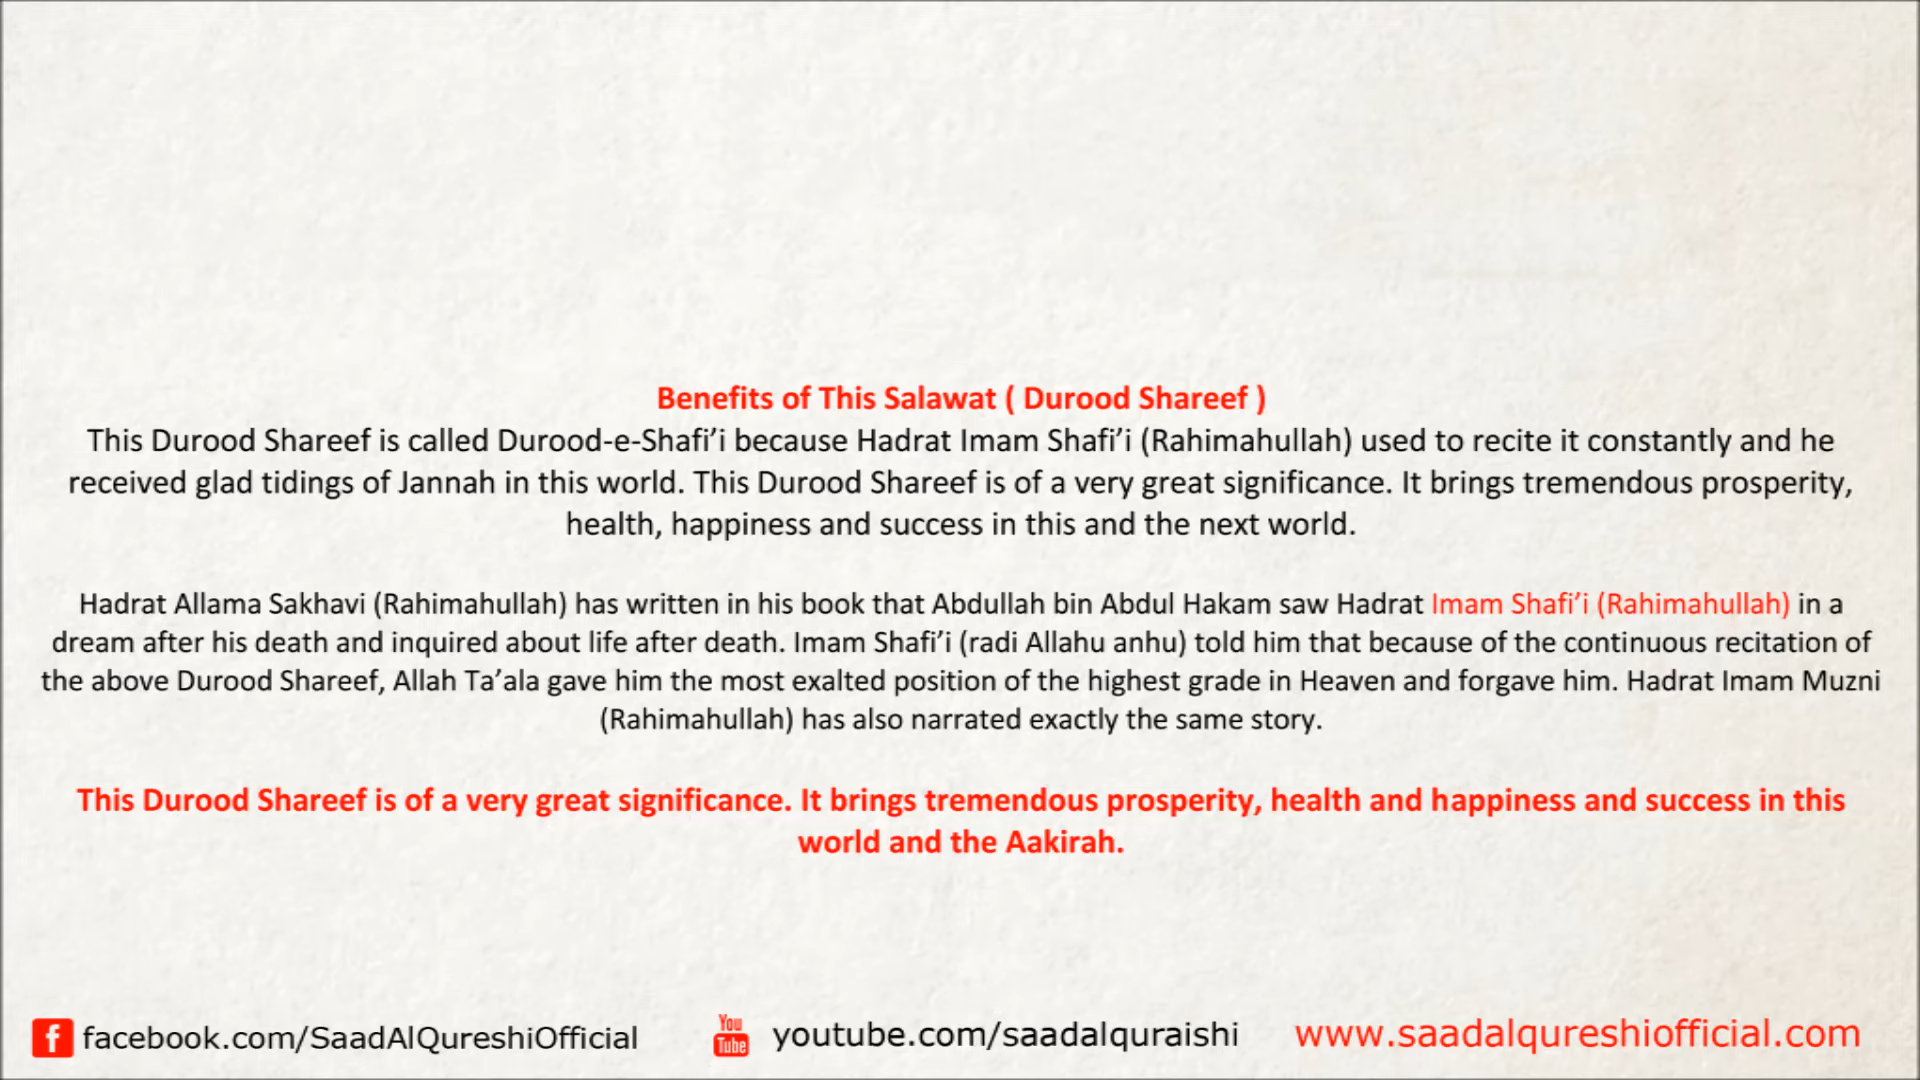 Benefits of This Salawat ( Durood Shareef )
This Durood Shareef is called Durood-e-Shafi’i because Hadrat Imam Shafi’i (Rahimahullah) used to recite it constantly and he
received glad tidings of Jannah in this world. This Durood Shareef is of a very great significance. It brings tremendous prosperity,
health, happiness and success in this and the next world.
Hadrat Allama Sakhavi (Rahimahullah) has written in his book that Abdullah bin Abdul Hakam saw Hadrat Imam Shafi’i (Rahimahullah) in a
dream after his death and inquired about life after death. Imam Shafi’i (radi Allahu anhu) told him that because of the continuous recitation of
the above Durood Shareef, Allah Ta’ala gave him the most exalted position of the highest grade in Heaven and forgave him. Hadrat Imam Muzni
(Rahimahullah) has also narrated exactly the same story.
This Durood Shareef is of a very great significance. It brings tremendous prosperity, health and happiness and success in this
world and the Aakirah.
f facebook.com/SaadAlQureshiOfficial You Tube youtube.com/saadalquraishi www.saadalqureshiofficial.com